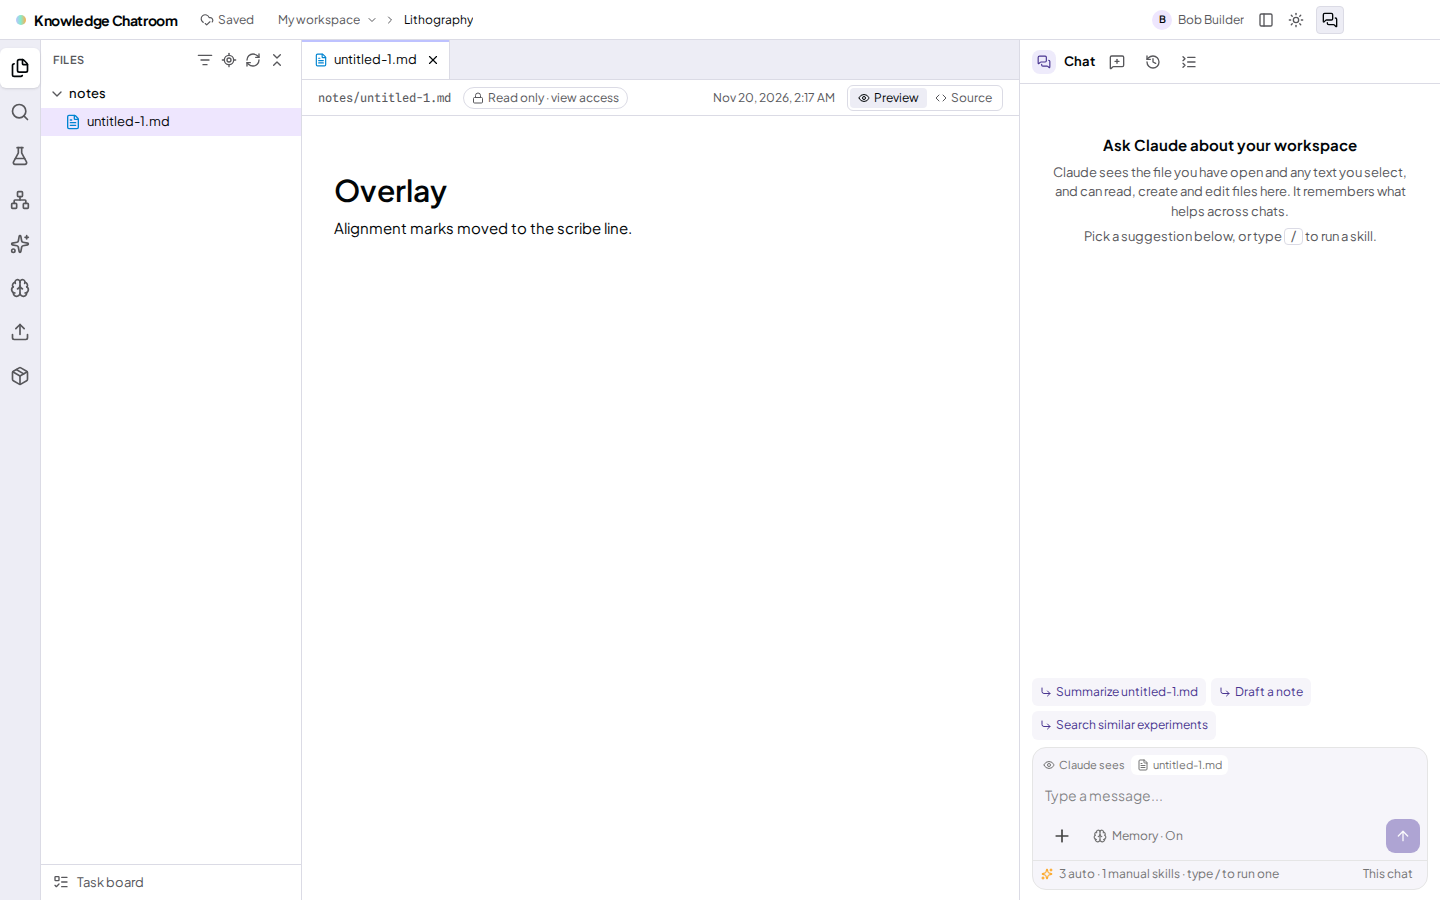 Knowledge Chatroom
Saved
My workspace
Lithography
B
Bob Builder
FILES
notes
untitled-1.md
Task board
untitled-1.md
notes/untitled-1.md
Read only · view access
Nov 20, 2026, 2:17 AM
Preview
Source
Overlay
Alignment marks moved to the scribe line.
Chat
Ask Claude about your workspace
Claude sees the file you have open and any text you select,
and can read, create and edit files here. It remembers what
helps across chats.
Pick a suggestion below, or type / to run a skill.
Summarize untitled-1.md
Draft a note
Search similar experiments
Claude sees
untitled-1.md
Type a message...
Memory · On
3 auto · 1 manual skills · type / to run one
This chat